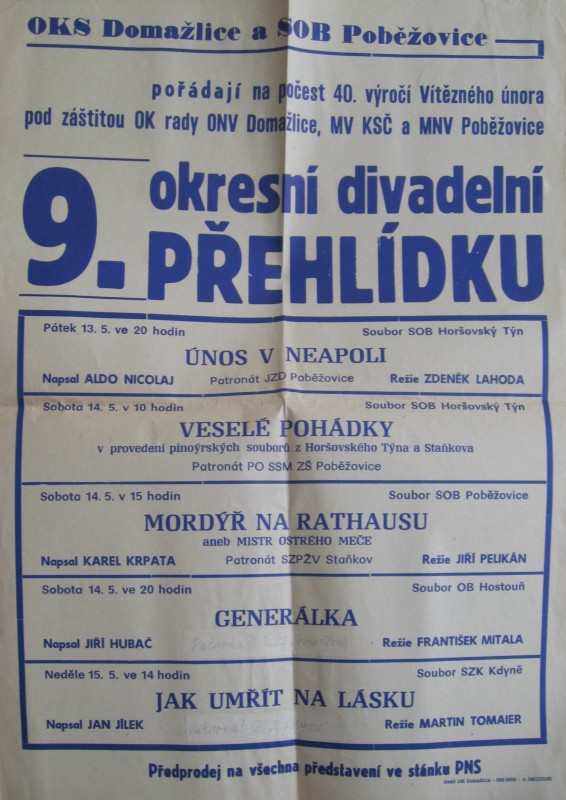 OKS Domažlice a SOB Poběžovice
pořádají na počest 40. výročí Vítězného února
pod záštitou OK rady ONV Domažlice, MV KSČ a MNV Poběžovice
9. okresní divadelní
PŘEHLÍDKU
Pátek 13. 5. ve 20 hodin Soubor SOB Horšovský Týn
ÚNOS V NEAPOLI
Napsal ALDO NICOLAJ Patronát JZD Poběžovice Režie ZDENĚK LAHODA
Sobota 14. 5. v 10 hodin Soubor SOB Horšovský Týn
VESELÉ POHÁDKY
v provedení pinoýrských souborů z Horšovského Týna a Staňkova
Patronát PO SSM ZŠ Poběžovice
Sobota 14. 5. v 15 hodin Soubor SOB Poběžovice
MORDÝŘ NA RATHAUSU
aneb MISTR OSTRÉHO MEČE
Napsal KAREL KRPATA Patronát SZPŽV Staňkov Režie JIŘÍ PELIKÁN
Sobota 14. 5. ve 20 hodin Soubor OB Hostouň
GENERÁLKA
Napsal JIŘÍ HUBAČ Patronát Režie FRANTIŠEK MITALA
Neděle 15. 5. ve 14 hodin Soubor SZK Kdyně
JAK UMŘÍT NA LÁSKU
Napsal JAN JÍLEK Patronát Režie MARTIN TOMAIER
Předprodej na všechna představení ve stánku PNS